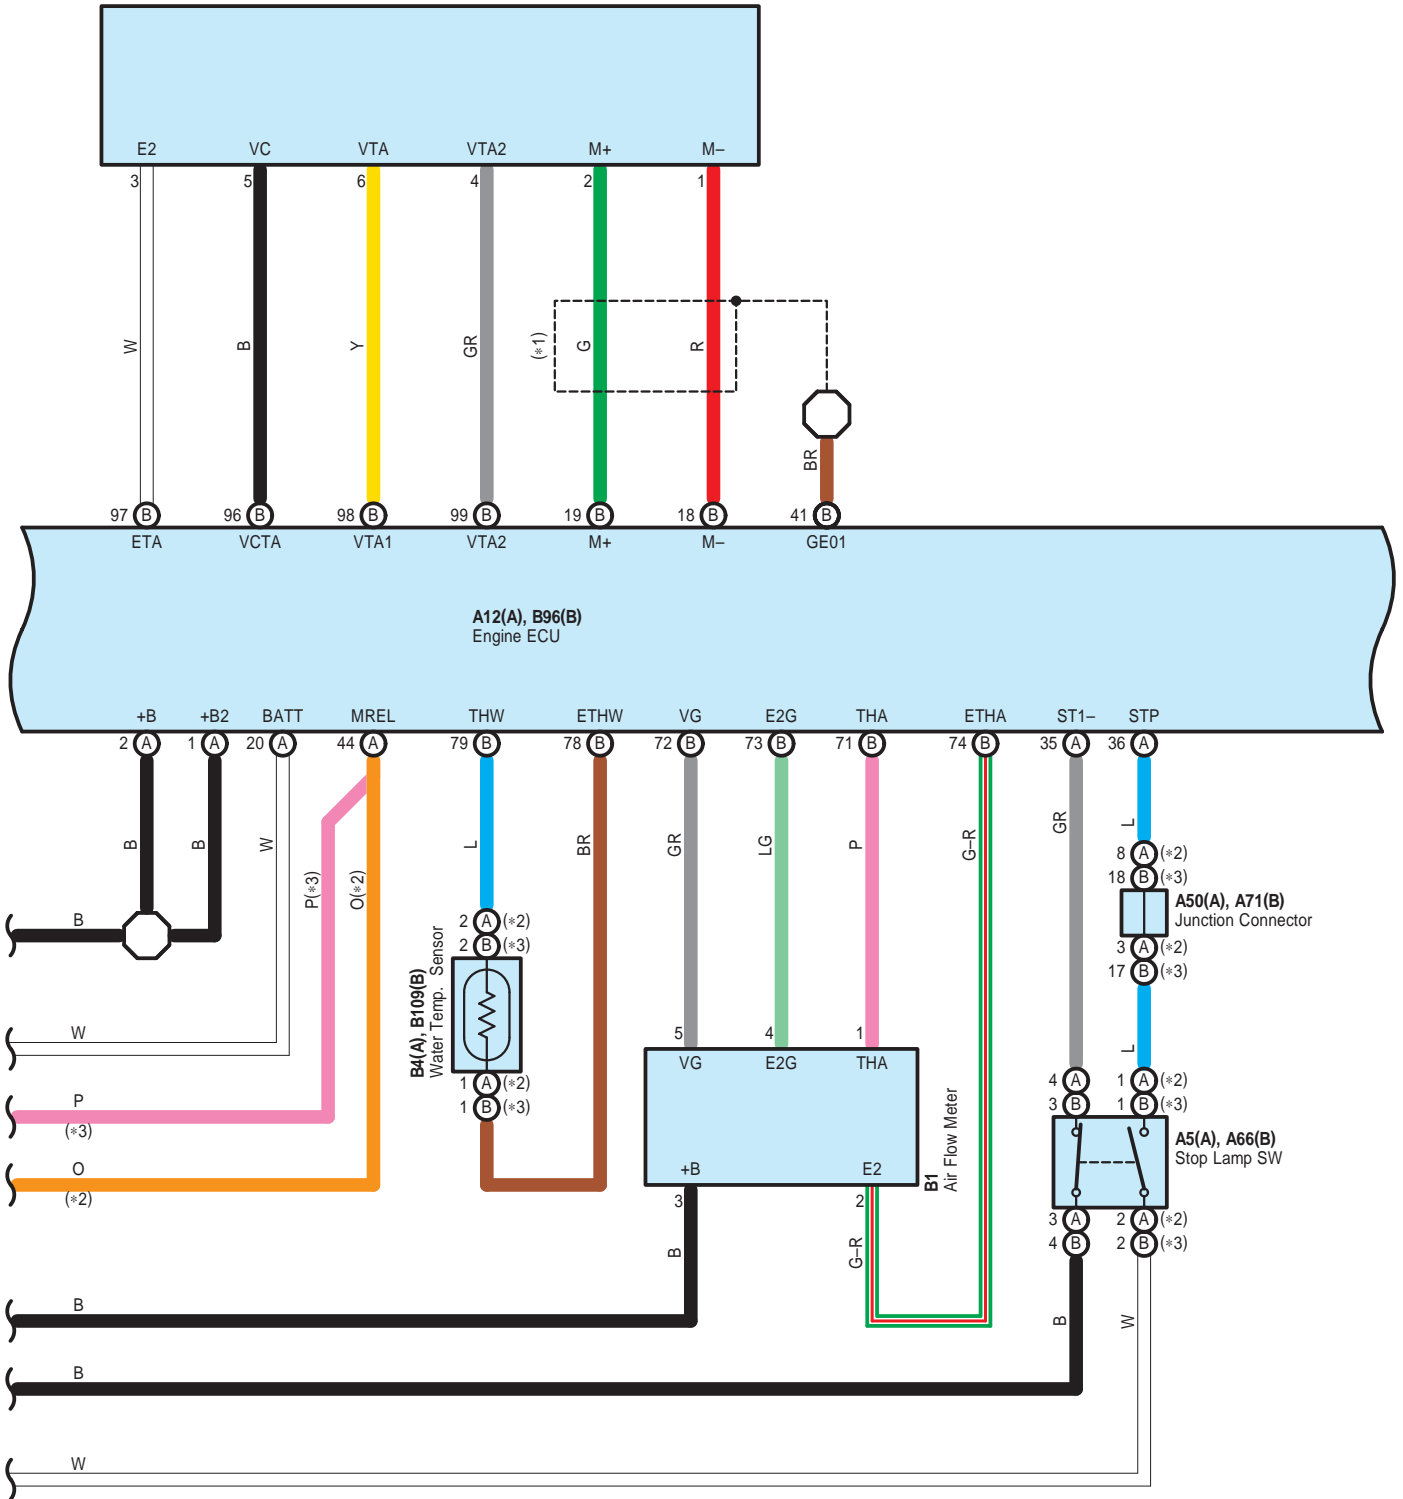 E2 VC VTA VTA2 M+ M–
3 5 6 4 2 1
W B Y GR (∗1) G R
BR
97 B 96 B 98 B 99 B 19 B 18 B 41 B
ETA VCTA VTA1 VTA2 M+ M– GE01
A12(A), B96(B)
Engine ECU
+B +B2 BATT MREL THW ETHW VG E2G THA ETHA ST1– STP
2 A 1 A 20 A 44 A 79 B 78 B 72 B 73 B 71 B 74 B 35 A 36 A
B B W P(∗3) O(∗2) L BR GR LG P G–R GR L
8 A (∗2)
18 B (∗3)
A50(A), A71(B)
Junction Connector
3 A (∗2)
17 B (∗3)
B
2 A (∗2)
2 B (∗3)
B4(A), B109(B)
Water Temp. Sensor
1 A (∗2)
1 B (∗3)
W
5 4 1
VG E2G THA
L
4 A 1 A (∗2)
3 B 1 B (∗3)
P
(∗3)
A5(A), A66(B)
Stop Lamp SW
B1
Air Flow Meter
+B E2
O
(∗2)
3 2
3 A 2 A (∗2)
4 B 2 B (∗3)
B G–R
B W
B
B
W